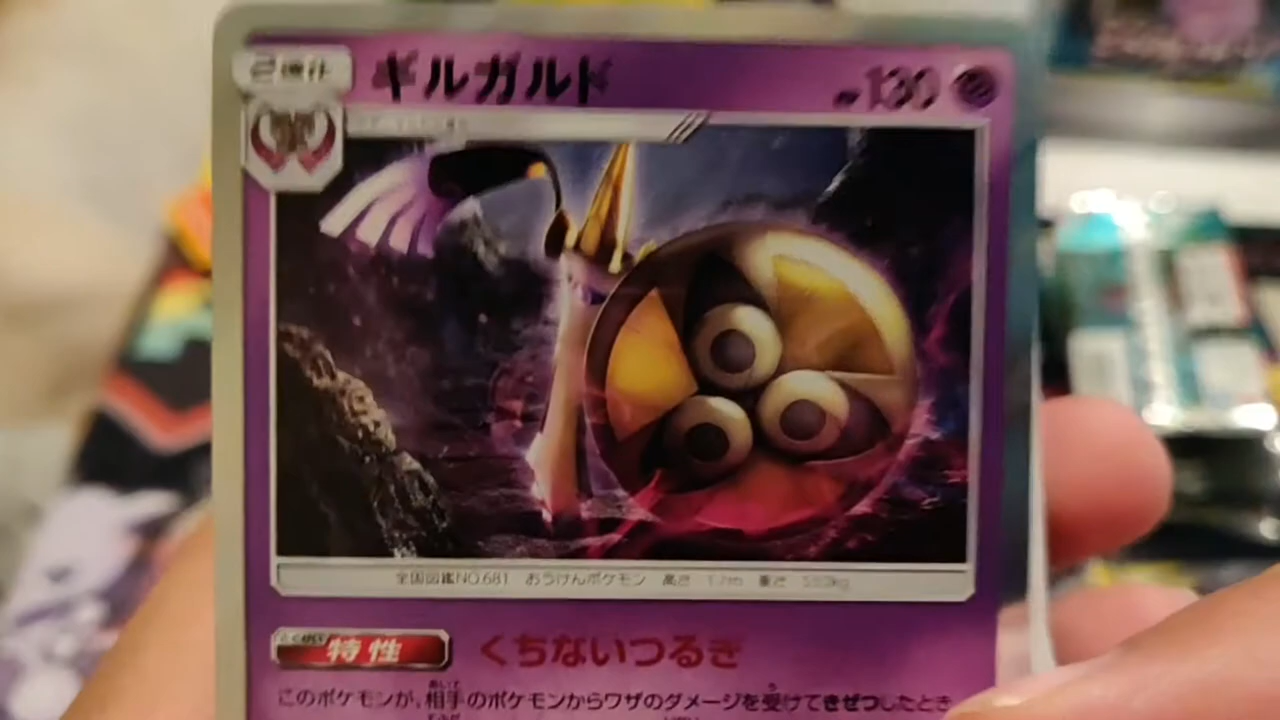 2進化 ギルガルド HP130
全国図鑑NO.681 おうけんポケモン 高さ 1.7m 重さ
特性 くちないつるぎ
このポケモンが、相手のポケモンからワザのダメージを受けてきぜつしたとき